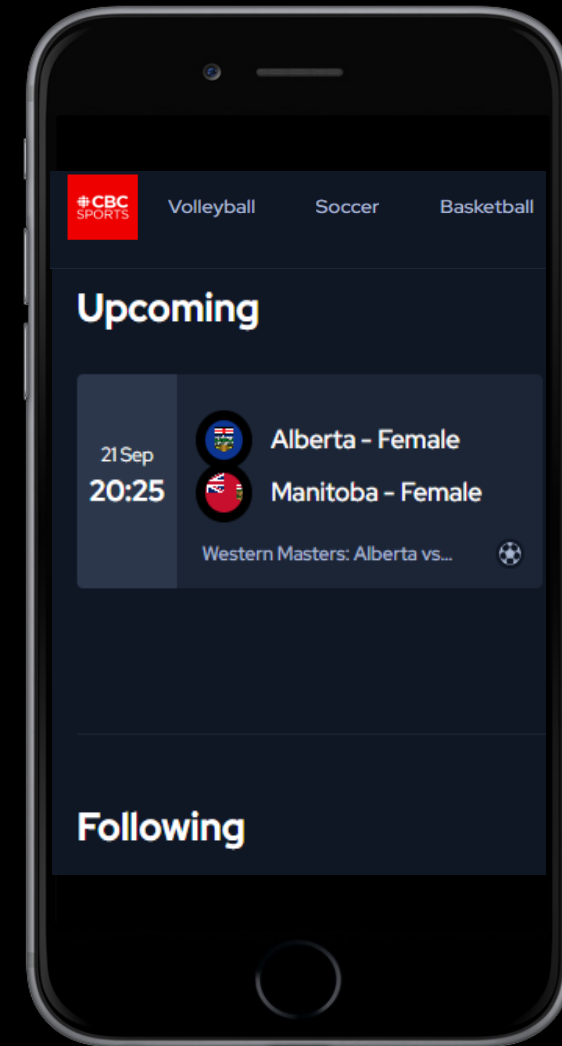 CBC
SPORTS
Volleyball Soccer Basketball
Upcoming
21 Sep
20:25
Alberta - Female
Manitoba - Female
Western Masters: Alberta vs...
Following